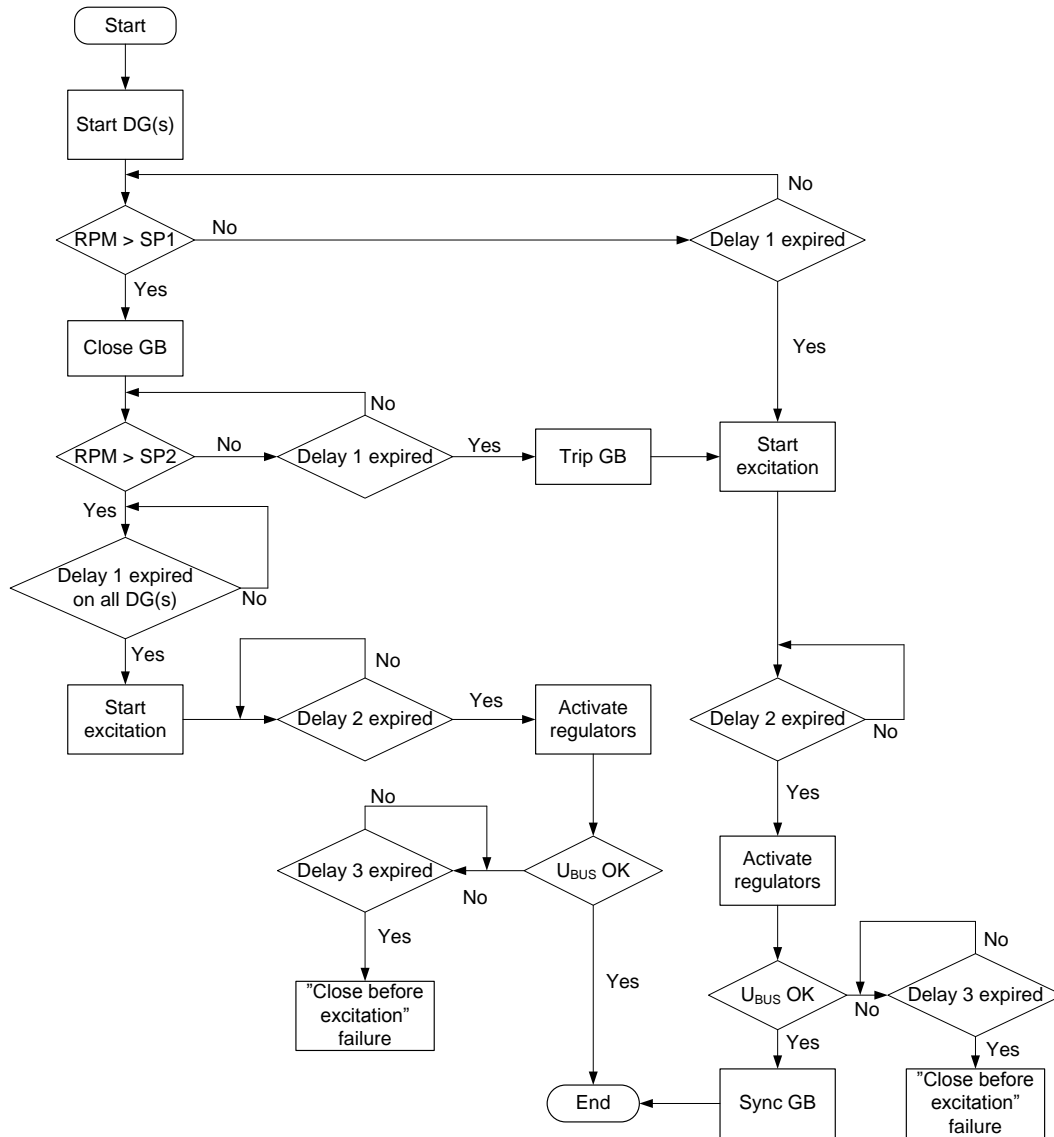 Start
Start DG(s)
No
RPM > SP1
No
Delay 1 expired
Yes
Close GB
Yes
No
RPM > SP2
No
Delay 1 expired
Yes
Trip GB
Start
excitation
Yes
Delay 1 expired
on all DG(s)
No
Yes
No
Start
excitation
Delay 2 expired
Yes
Activate
regulators
Delay 2 expired
No
No
Yes
Delay 3 expired
No
UBUS OK
Activate
regulators
Yes
No
Yes
UBUS OK
No
Delay 3 expired
"Close before
excitation"
failure
Yes
Yes
End
Sync GB
"Close before
excitation"
failure